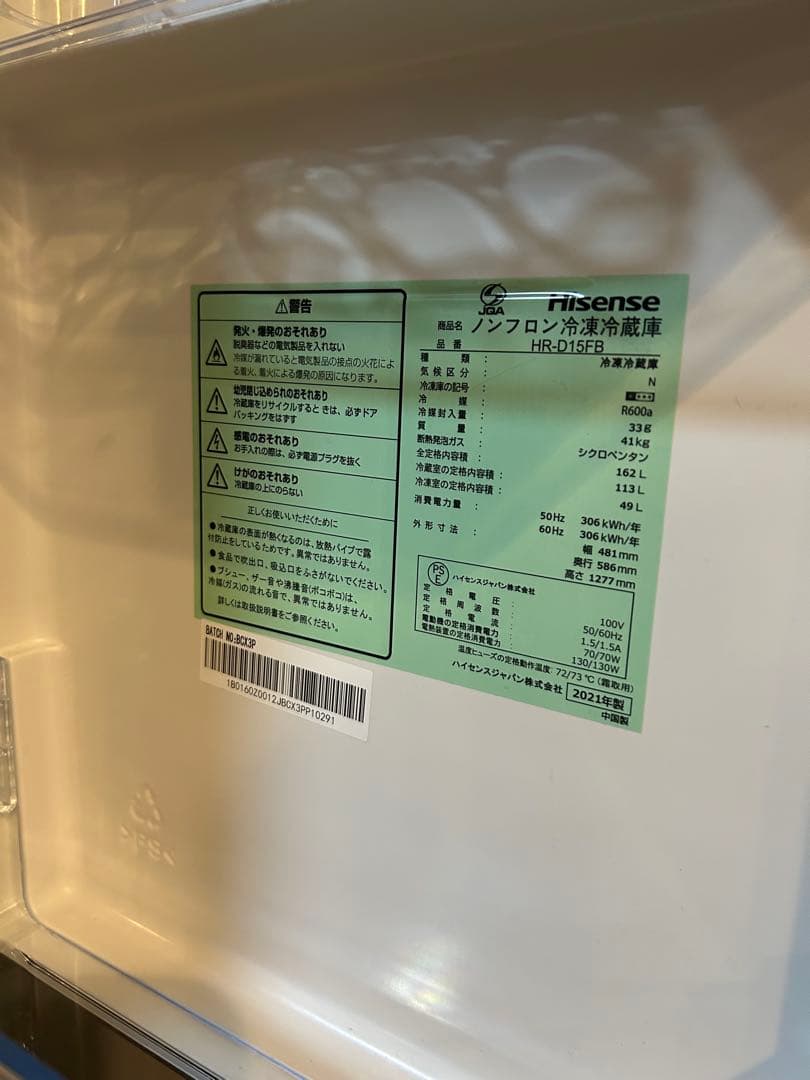 警告
発火・爆発のおそれあり
脱臭器などの電気製品を入れない
冷媒が漏れていると電気製品の接点の火花によ
る着火、着火による爆発の原因になります。
幼児閉じ込められのおそれあり
冷蔵庫をリサイクルするときは、必ずドア
パッキングをはずす
感電のおそれあり
お手入れの際は、必ず電源プラグを抜く
けがのおそれあり
冷蔵庫の上にのらない
正しくお使いいただくために
●冷蔵庫の表面が熱くなるのは、放熱パイプで露
付防止をしているためです。異常ではありません。
●食品で吹出口、吸込口をふさがないでください。
●プシュー、ザー音や沸騰音(ポコポコ)は、
冷媒(ガス)の流れる音で、異常ではありません。
詳しくは取扱説明書をご参照ください。
BATCH NO:BCX3P
1B0160Z0012JBCX3PP10291
JQA
Hisense
商品名 ノンフロン冷凍冷蔵庫
品番 HR-D15FB
種類 : 冷凍冷蔵庫
気候区分 : N
冷凍庫の記号 :
冷媒 : R600a
冷媒封入量 : 33g
質量 : 41kg
断熱発泡ガス : シクロペンタン
全定格内容積 : 162 L
冷蔵室の定格内容積 : 113 L
冷凍室の定格内容積 : 49 L
消費電力量 : 50Hz 306 kWh/年
60Hz 306 kWh/年
外形寸法 : 幅 481mm
奥行 586mm
高さ 1277mm
PS
E
ハイセンスジャパン株式会社
定格電圧 : 100V
定格周波数 : 50/60Hz
定格電流 : 1.5/1.5A
電動機の定格消費電力 : 70/70W
電熱装置の定格消費電力 : 130/130W
温度ヒューズの定格動作温度: 72/73 ℃ (霜取用)
ハイセンスジャパン株式会社 2021年製
中国製
>PS<